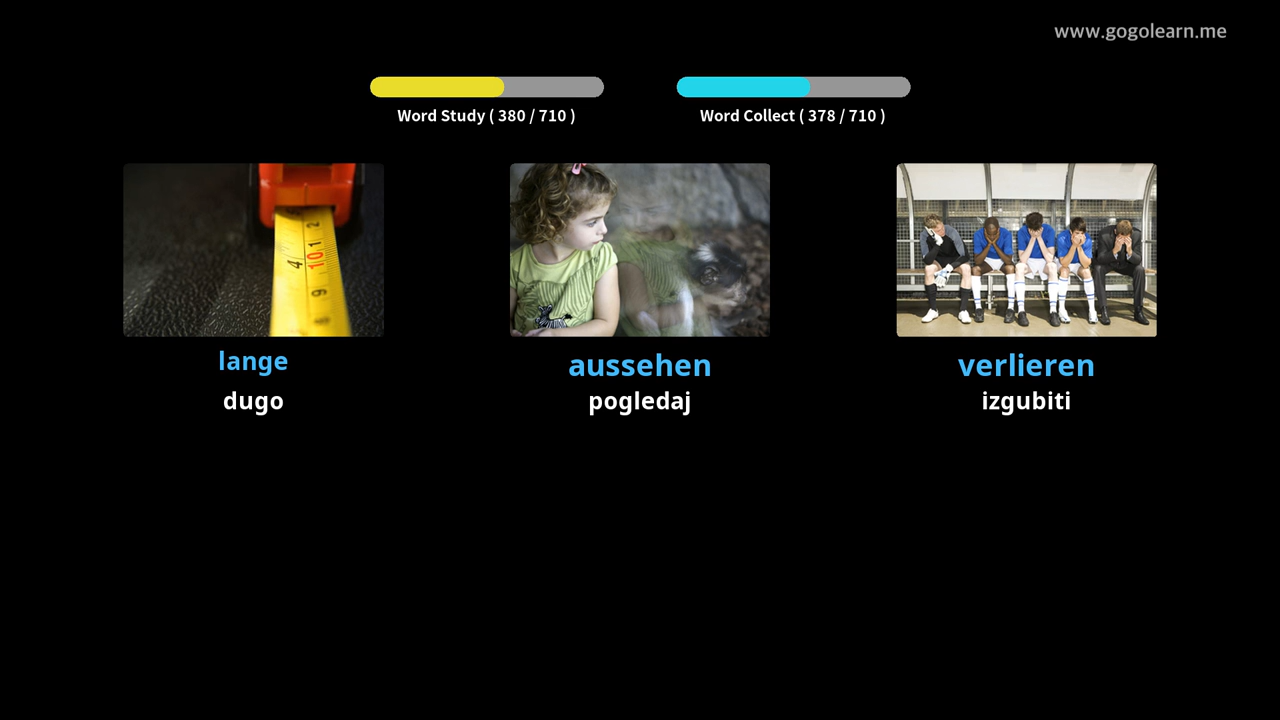 www.gogolearn.me
Word Study ( 380 / 710 )
Word Collect ( 378 / 710 )
lange
dugo
aussehen
pogledaj
verlieren
izgubiti